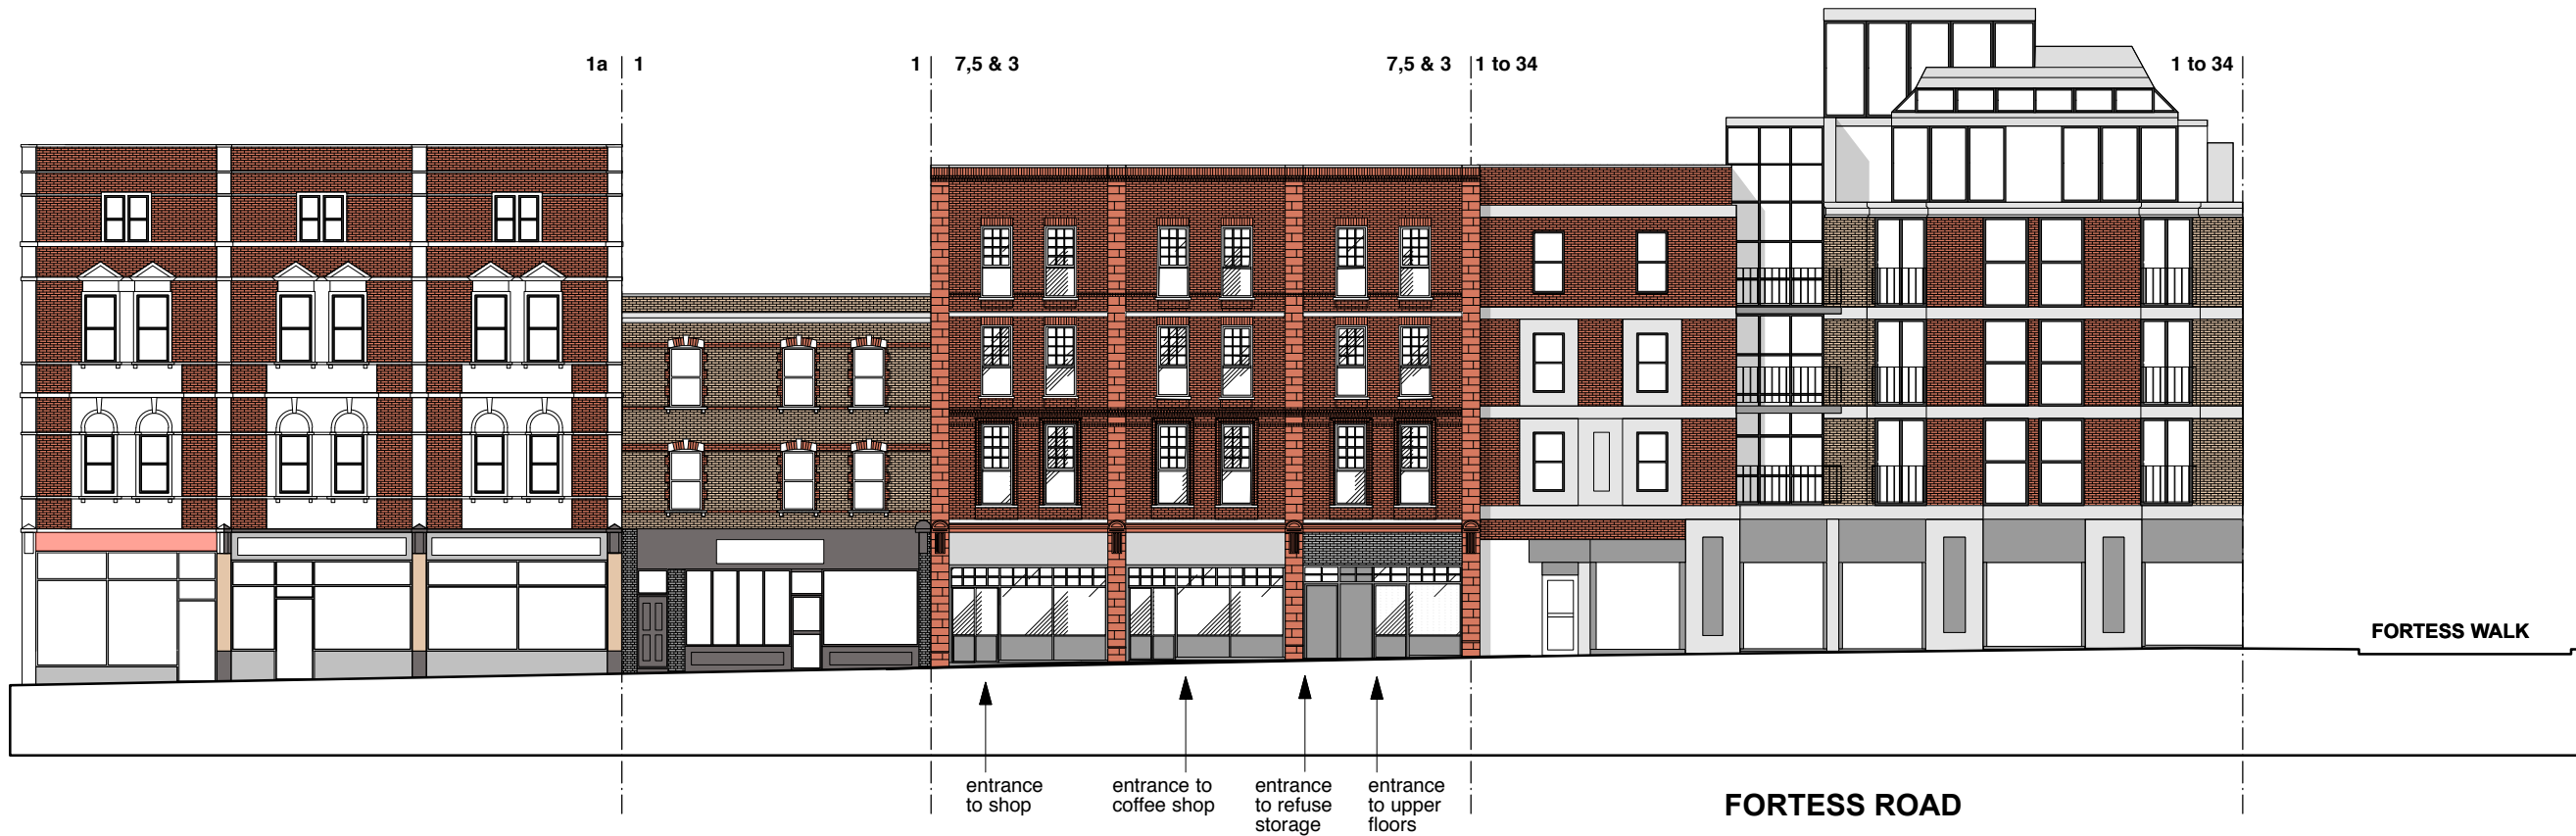 1a
1
1
7,5 & 3
7,5 & 3
1 to 34
1 to 34
FORTESS WALK
entrance
to shop
entrance to
coffee shop
entrance
to refuse
storage
entrance
to upper
floors
FORTESS ROAD